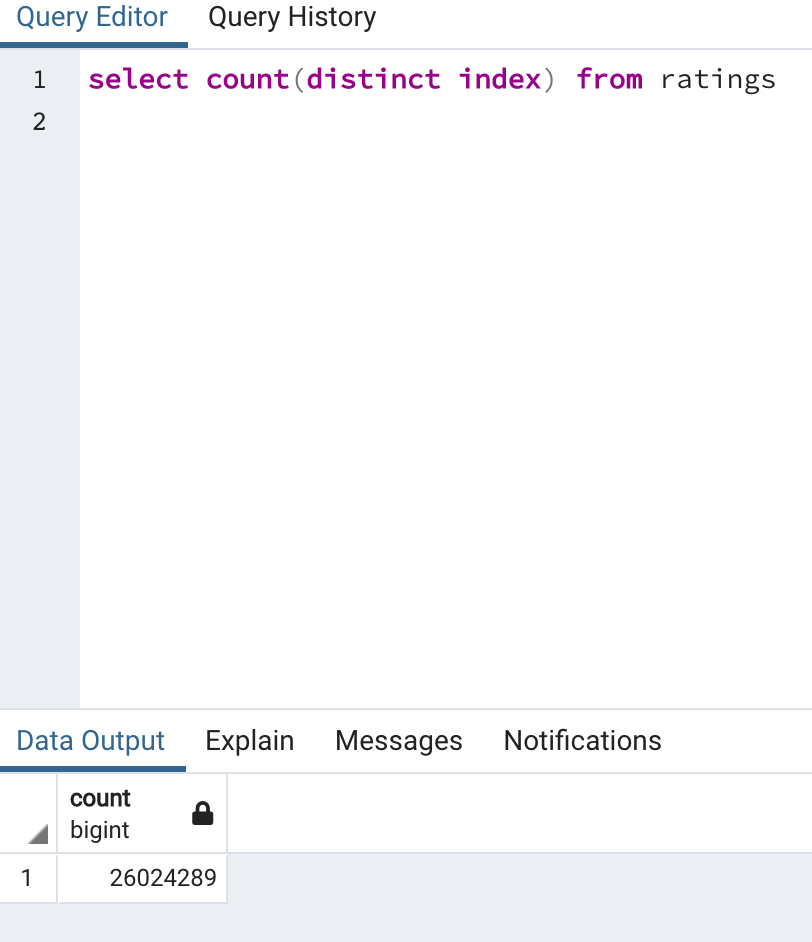 Query Editor Query History
1 select count(distinct index) from ratings
2
Data Output Explain Messages Notifications
count
bigint
1 26024289